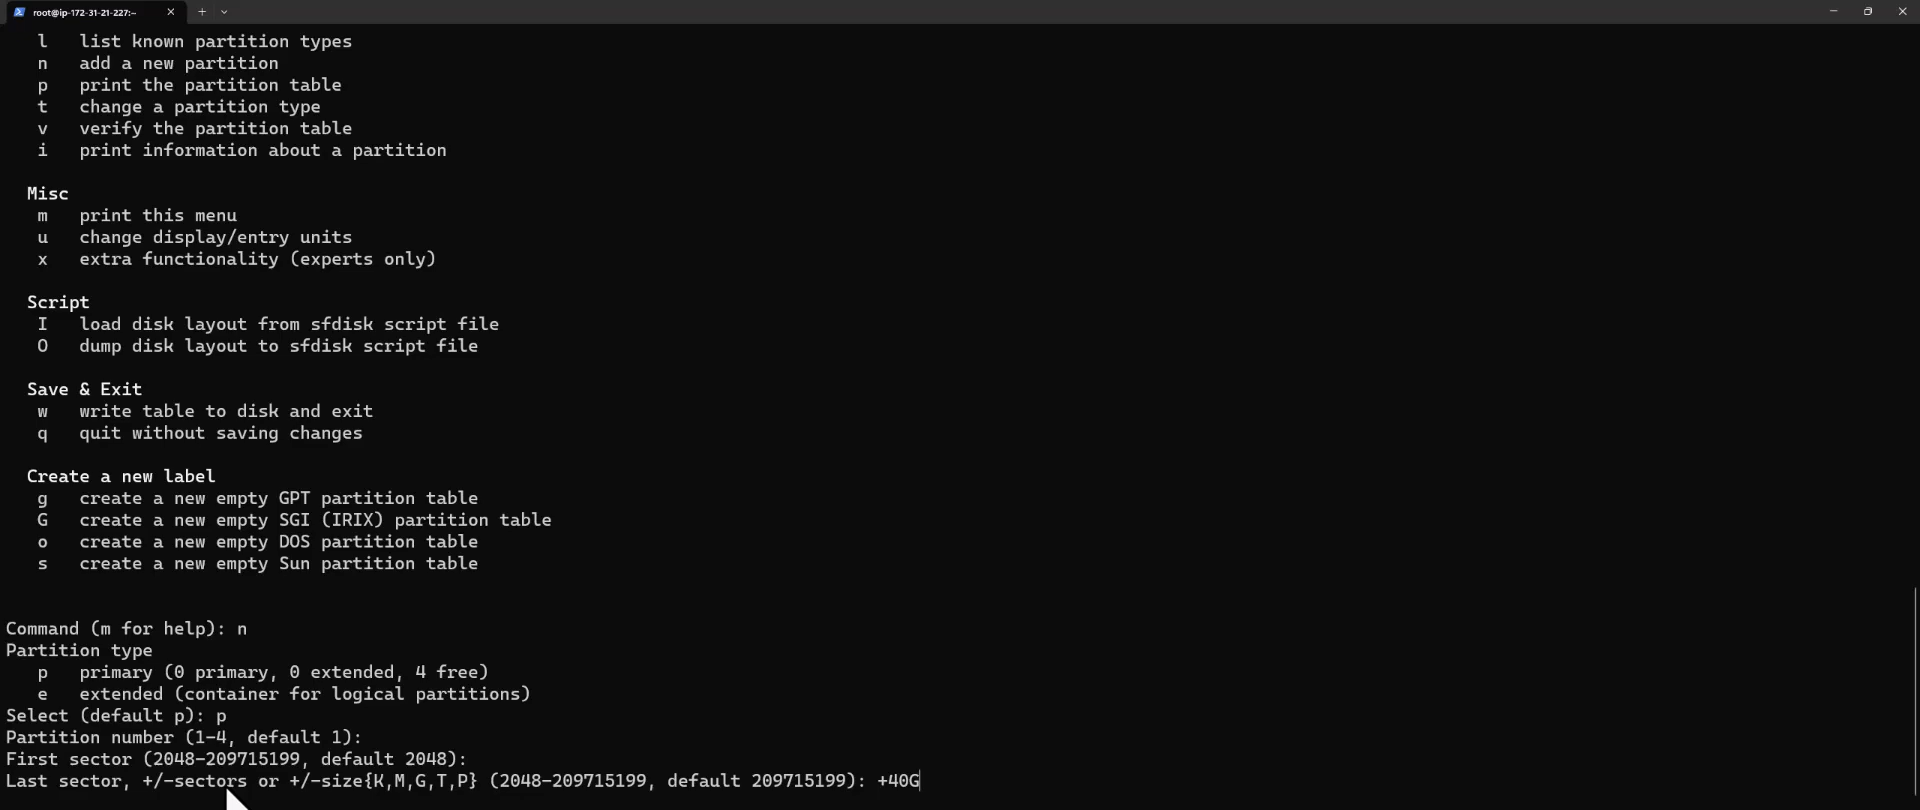 root@ip-172-31-21-227:~
l list known partition types
n add a new partition
p print the partition table
t change a partition type
v verify the partition table
i print information about a partition
Misc
m print this menu
u change display/entry units
x extra functionality (experts only)
Script
I load disk layout from sfdisk script file
O dump disk layout to sfdisk script file
Save & Exit
w write table to disk and exit
q quit without saving changes
Create a new label
g create a new empty GPT partition table
G create a new empty SGI (IRIX) partition table
o create a new empty DOS partition table
s create a new empty Sun partition table
Command (m for help): n
Partition type
p primary (0 primary, 0 extended, 4 free)
e extended (container for logical partitions)
Select (default p): p
Partition number (1-4, default 1):
First sector (2048-209715199, default 2048):
Last sector, +/-sectors or +/-size{K,M,G,T,P} (2048-209715199, default 209715199): +40G